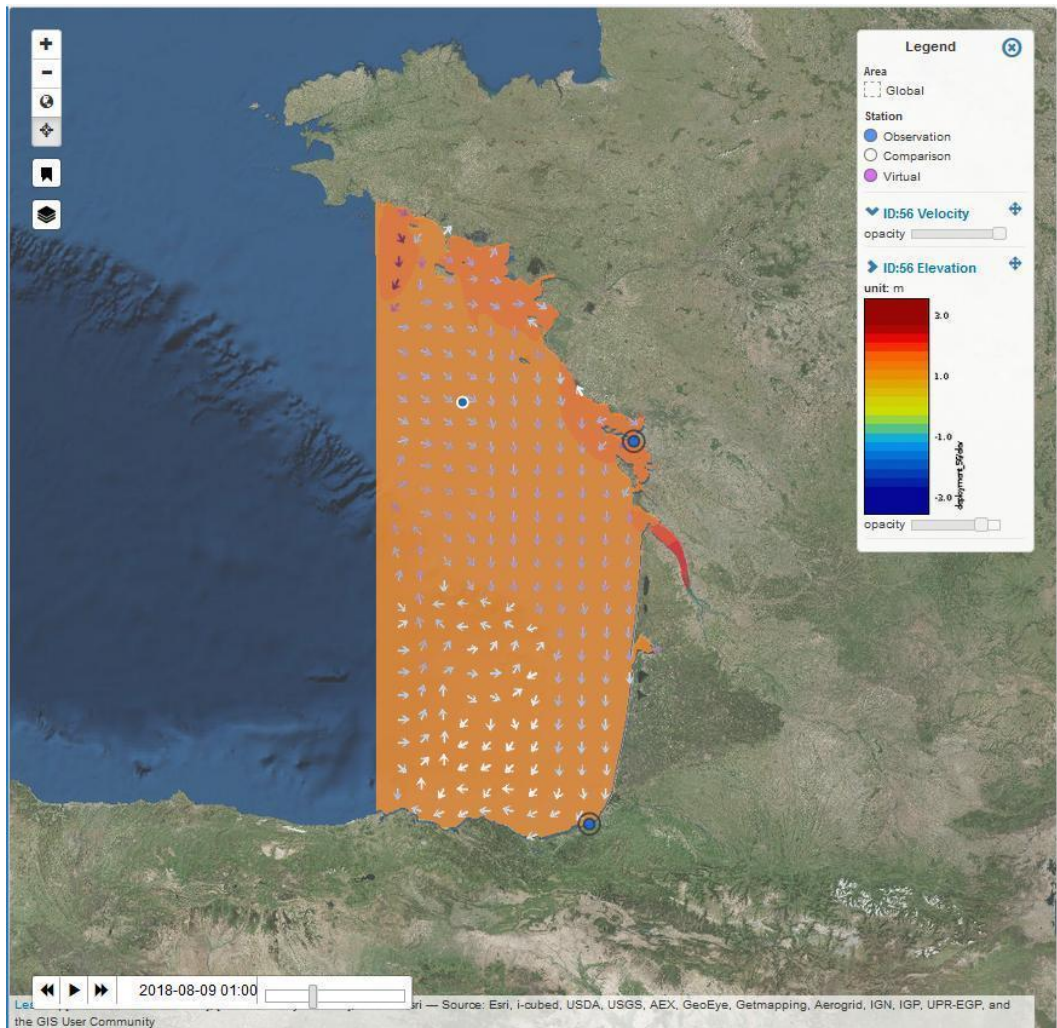 +
-
Legend
Area
Global
Station
Observation
Comparison
Virtual
ID:56 Velocity
opacity
ID:56 Elevation
unit: m
3.0
1.0
-1.0
-3.0
opacity
2018-08-09 01:00
— Source: Esri, i-cubed, USDA, USGS, AEX, GeoEye, Getmapping, Aerogrid, IGN, IGP, UPR-EGP, and
the GIS User Community